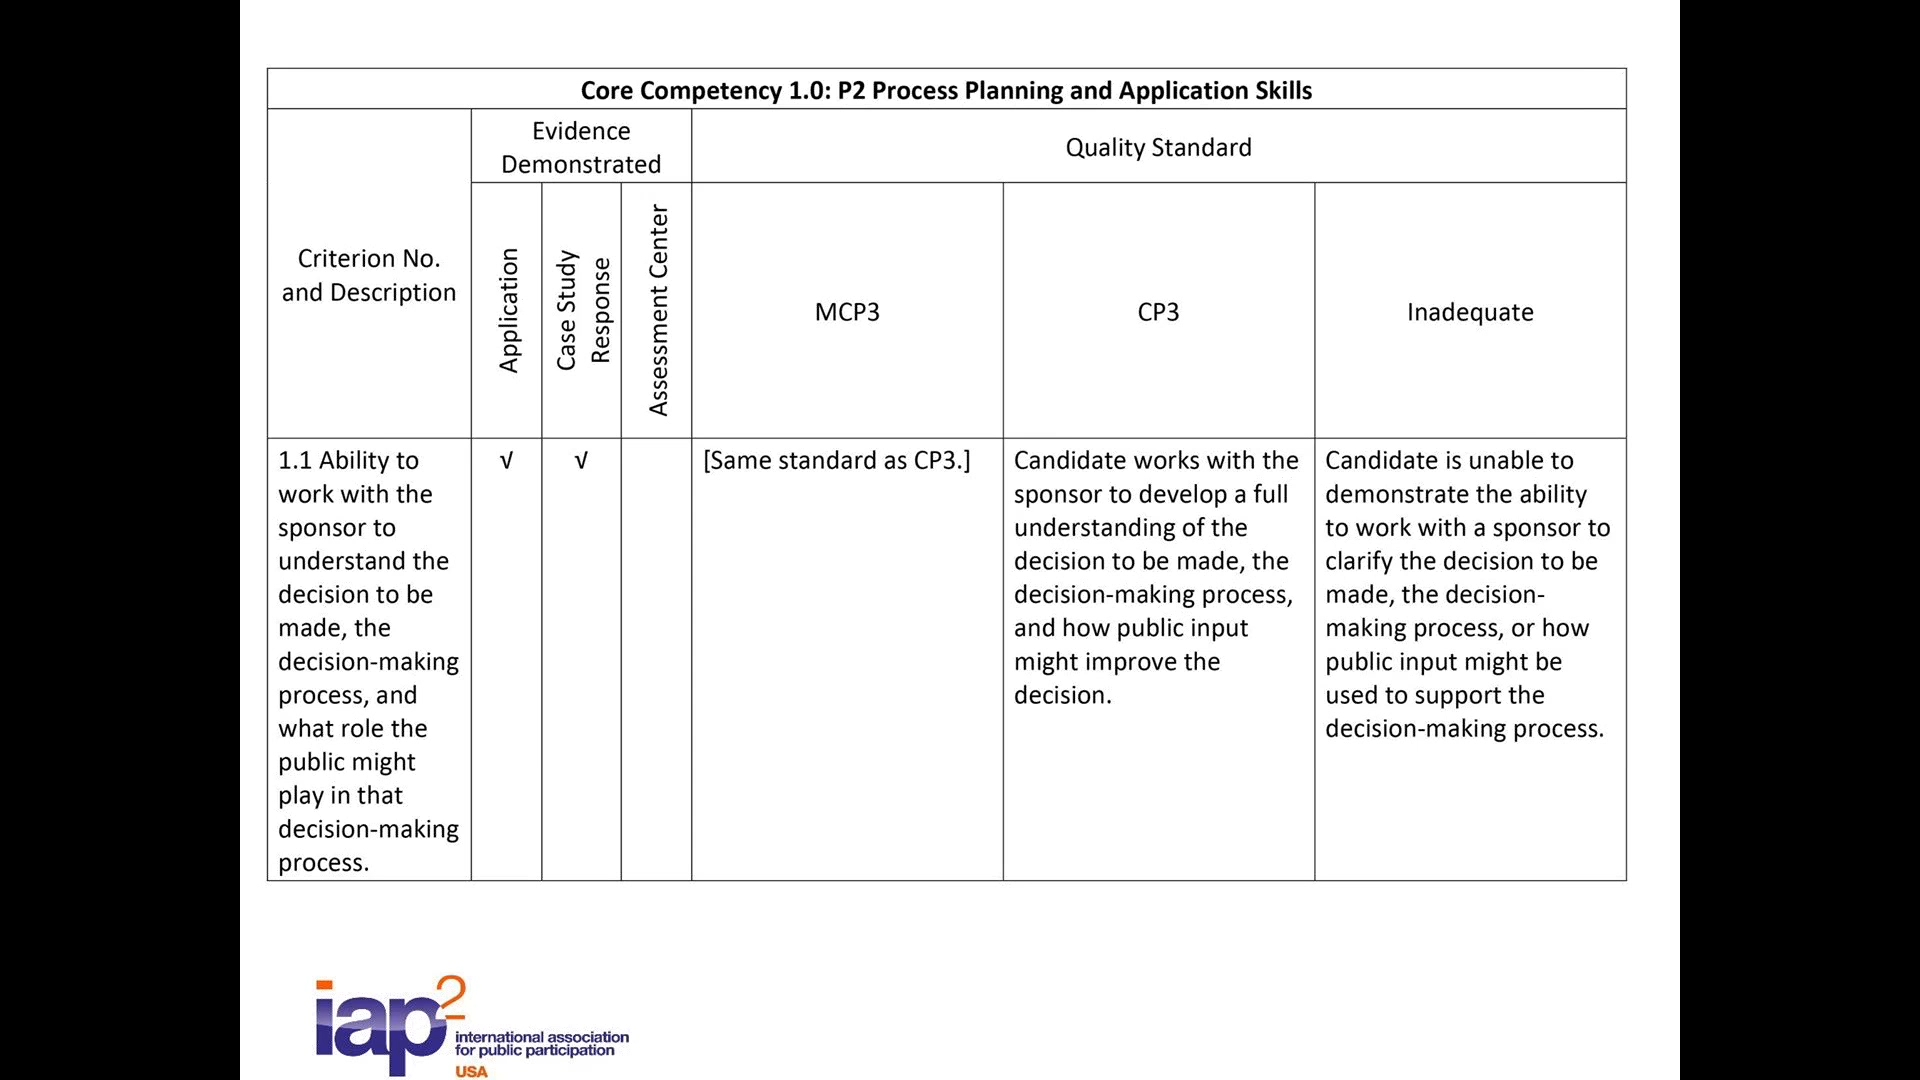 Core Competency 1.0: P2 Process Planning and Application Skills
Criterion No.
and Description
Evidence
Demonstrated
Quality Standard
Application
Case Study
Response
Assessment Center
MCP3
CP3
Inadequate
1.1 Ability to
work with the
sponsor to
understand the
decision to be
made, the
decision-making
process, and
what role the
public might
play in that
decision-making
process.
√
√
[Same standard as CP3.]
Candidate works with the
sponsor to develop a full
understanding of the
decision to be made, the
decision-making process,
and how public input
might improve the
decision.
Candidate is unable to
demonstrate the ability
to work with a sponsor to
clarify the decision to be
made, the decision-
making process, or how
public input might be
used to support the
decision-making process.
iap2
international association
for public participation
USA